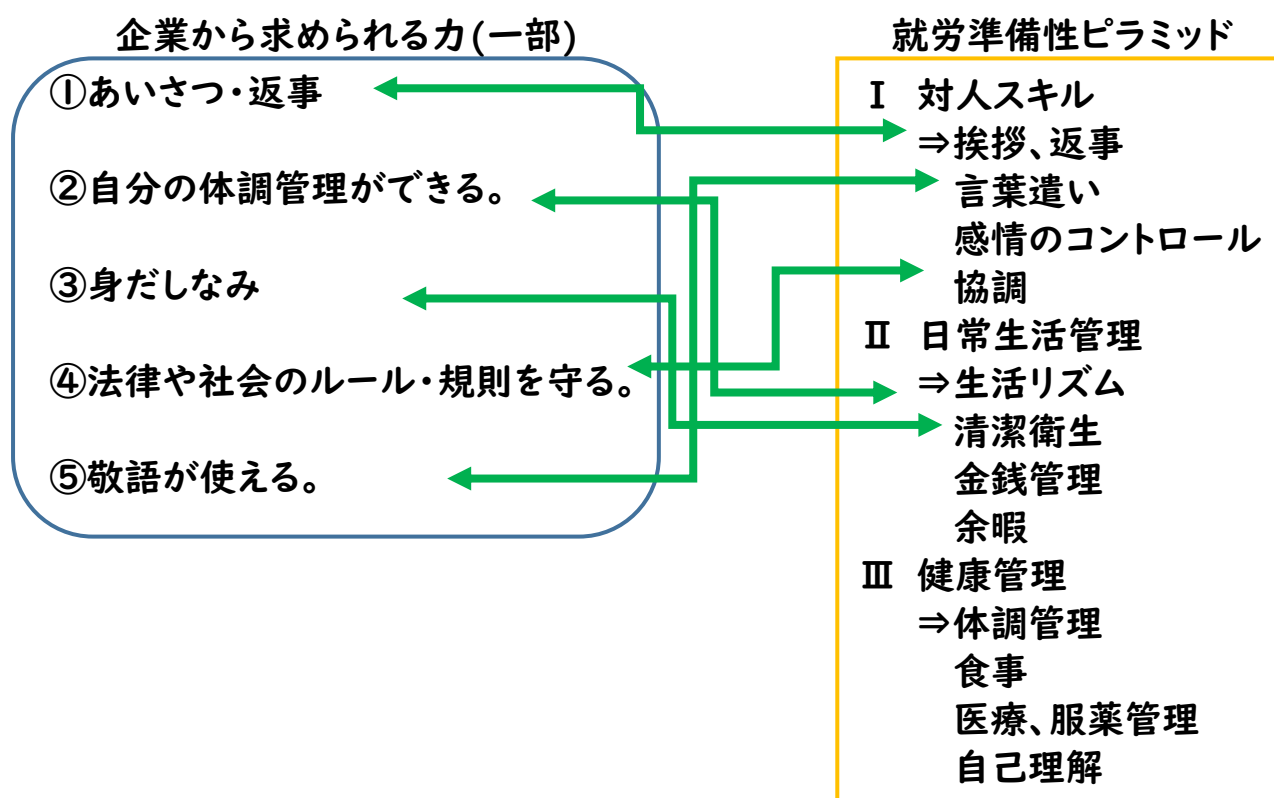 企業から求められる力(一部)
①あいさつ・返事
②自分の体調管理ができる。
③身だしなみ
④法律や社会のルール・規則を守る。
⑤敬語が使える。
就労準備性ピラミッド
Ⅰ 対人スキル
⇒挨拶、返事
言葉遣い
感情のコントロール
協調
Ⅱ 日常生活管理
⇒生活リズム
清潔衛生
金銭管理
余暇
Ⅲ 健康管理
⇒体調管理
食事
医療、服薬管理
自己理解